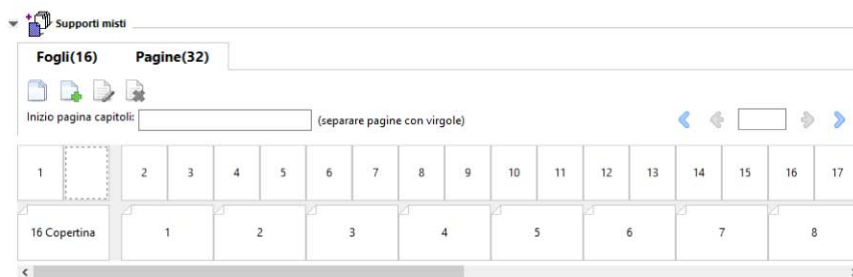 Supporti misti
Fogli(16) Pagine(32)
Inizio pagina capitoli: (separare pagine con virgole)
1 2 3 4 5 6 7 8 9 10 11 12 13 14 15 16 17
16 Copertina 1 2 3 4 5 6 7 8